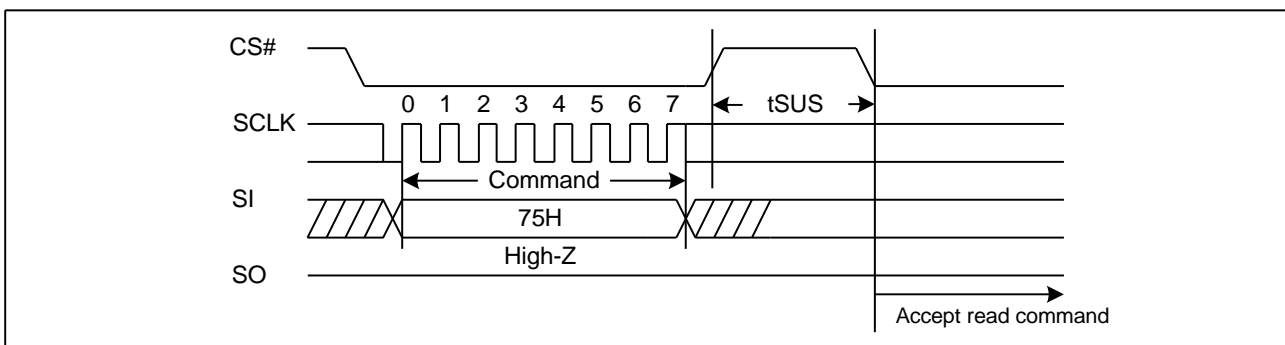 CS#
0 1 2 3 4 5 6 7
tSUS
SCLK
Command
SI
75H
High-Z
SO
Accept read command